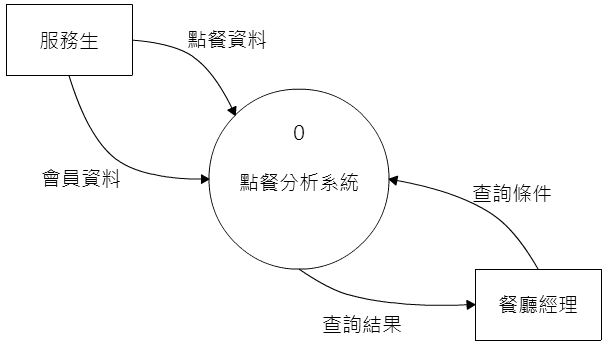 服務生
點餐資料
0
會員資料
點餐分析系統
查詢條件
餐廳經理
查詢結果